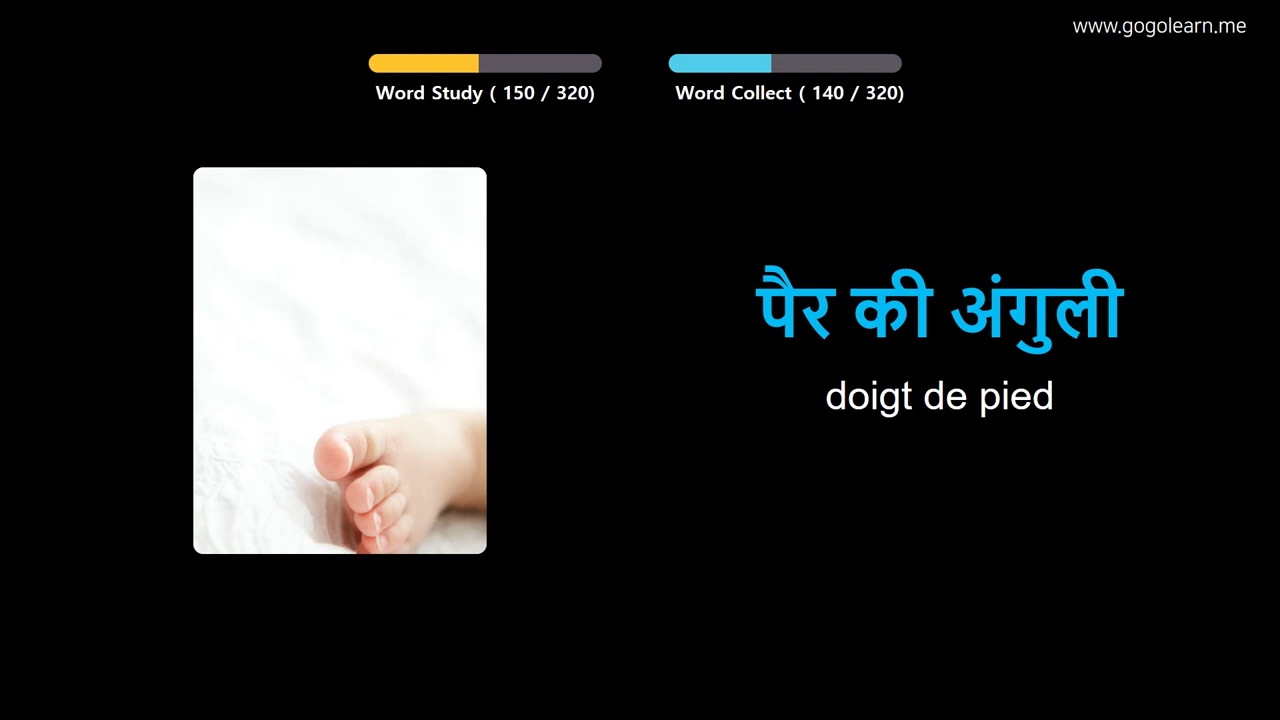 www.gogolearn.me
Word Study ( 150 / 320)
Word Collect ( 140 / 320)
पैर की अंगुली
doigt de pied